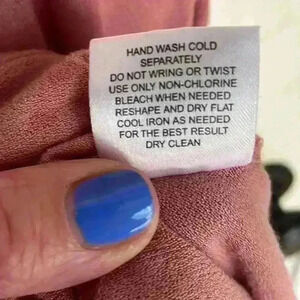 HAND WASH COLD
SEPARATELY
DO NOT WRING OR TWIST
USE ONLY NON-CHLORINE
BLEACH WHEN NEEDED
RESHAPE AND DRY FLAT
COOL IRON AS NEEDED
FOR THE BEST RESULT
DRY CLEAN